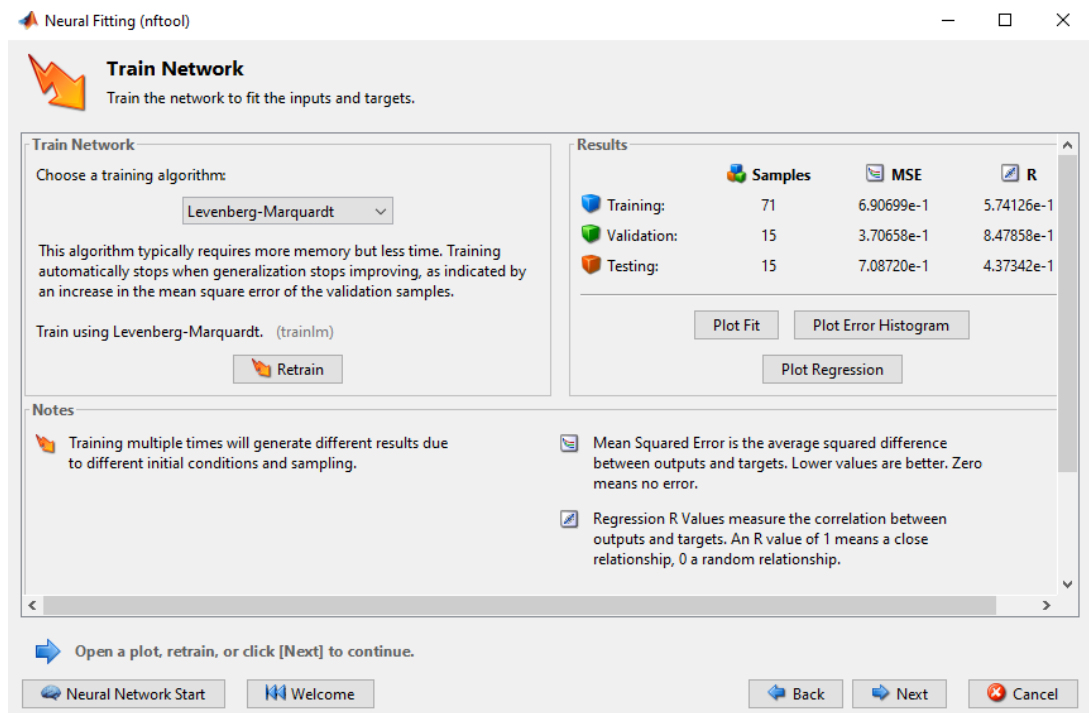 Neural Fitting (nftool)
Train Network
Train the network to fit the inputs and targets.
Train Network
Choose a training algorithm:
Levenberg-Marquardt
This algorithm typically requires more memory but less time. Training
automatically stops when generalization stops improving, as indicated by
an increase in the mean square error of the validation samples.
Train using Levenberg-Marquardt. (trainlm)
Retrain
Results
Samples MSE R
Training: 71 6.90699e-1 5.74126e-1
Validation: 15 3.70658e-1 8.47858e-1
Testing: 15 7.08720e-1 4.37342e-1
Plot Fit Plot Error Histogram
Plot Regression
Notes
Training multiple times will generate different results due
to different initial conditions and sampling.
Mean Squared Error is the average squared difference
between outputs and targets. Lower values are better. Zero
means no error.
Regression R Values measure the correlation between
outputs and targets. An R value of 1 means a close
relationship, 0 a random relationship.
Open a plot, retrain, or click [Next] to continue.
Neural Network Start Welcome Back Next Cancel